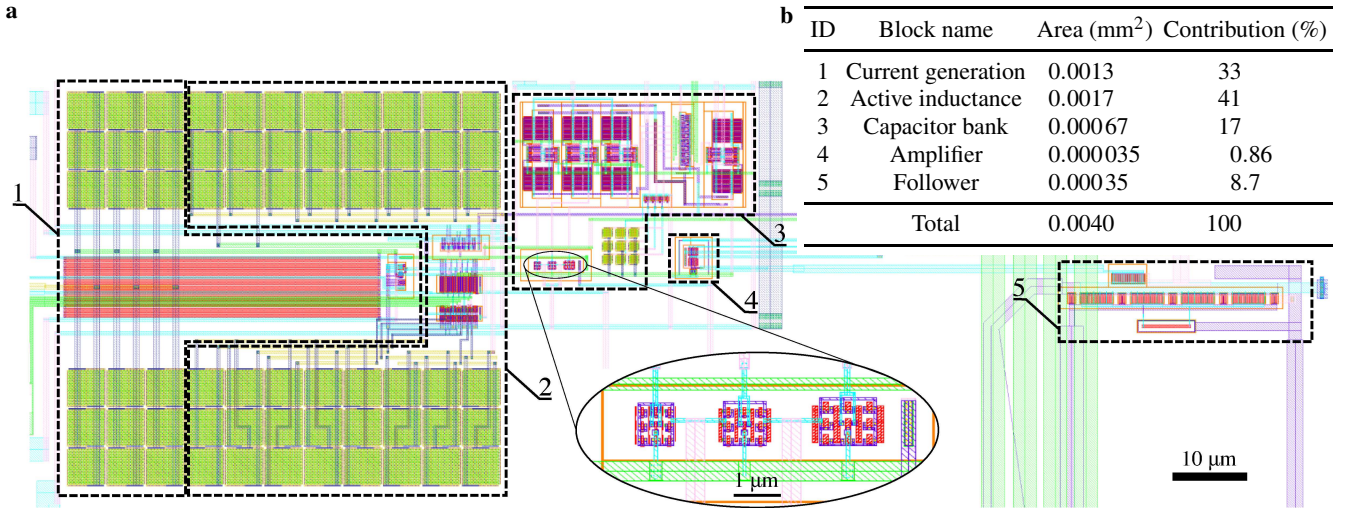 a
b
ID Block name Area (mm²) Contribution (%)
1 Current generation 0.0013 33
2 Active inductance 0.0017 41
3 Capacitor bank 0.00067 17
4 Amplifier 0.000035 0.86
5 Follower 0.00035 8.7
Total 0.0040 100
1
2
3
4
5
1 µm
10 µm